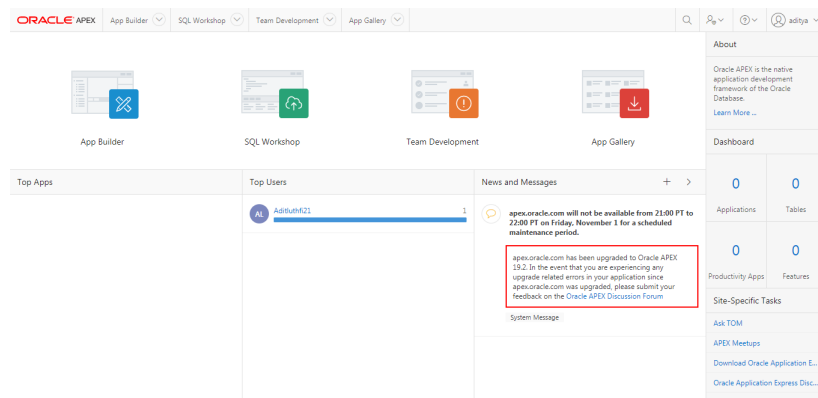 ORACLE APEX App Builder SQL Workshop Team Development App Gallery aditya
App Builder
SQL Workshop
Team Development
App Gallery
Top Apps
Top Users
AL Aditluthfi21 1
News and Messages
apex.oracle.com will not be available from 21:00 PT to
22:00 PT on Friday, November 1 for a scheduled
maintenance period.
apex.oracle.com has been upgraded to Oracle APEX
19.2. In the event that you are experiencing any
upgrade related errors in your application since
apex.oracle.com was upgraded, please submit your
feedback on the Oracle APEX Discussion Forum
System Message
About
Oracle APEX is the native
application development
framework of the Oracle
Database.
Learn More ...
Dashboard
0 0
Applications Tables
0 0
Productivity Apps Features
Site-Specific Tasks
Ask TOM
APEX Meetups
Download Oracle Application E...
Oracle Application Express Disc...